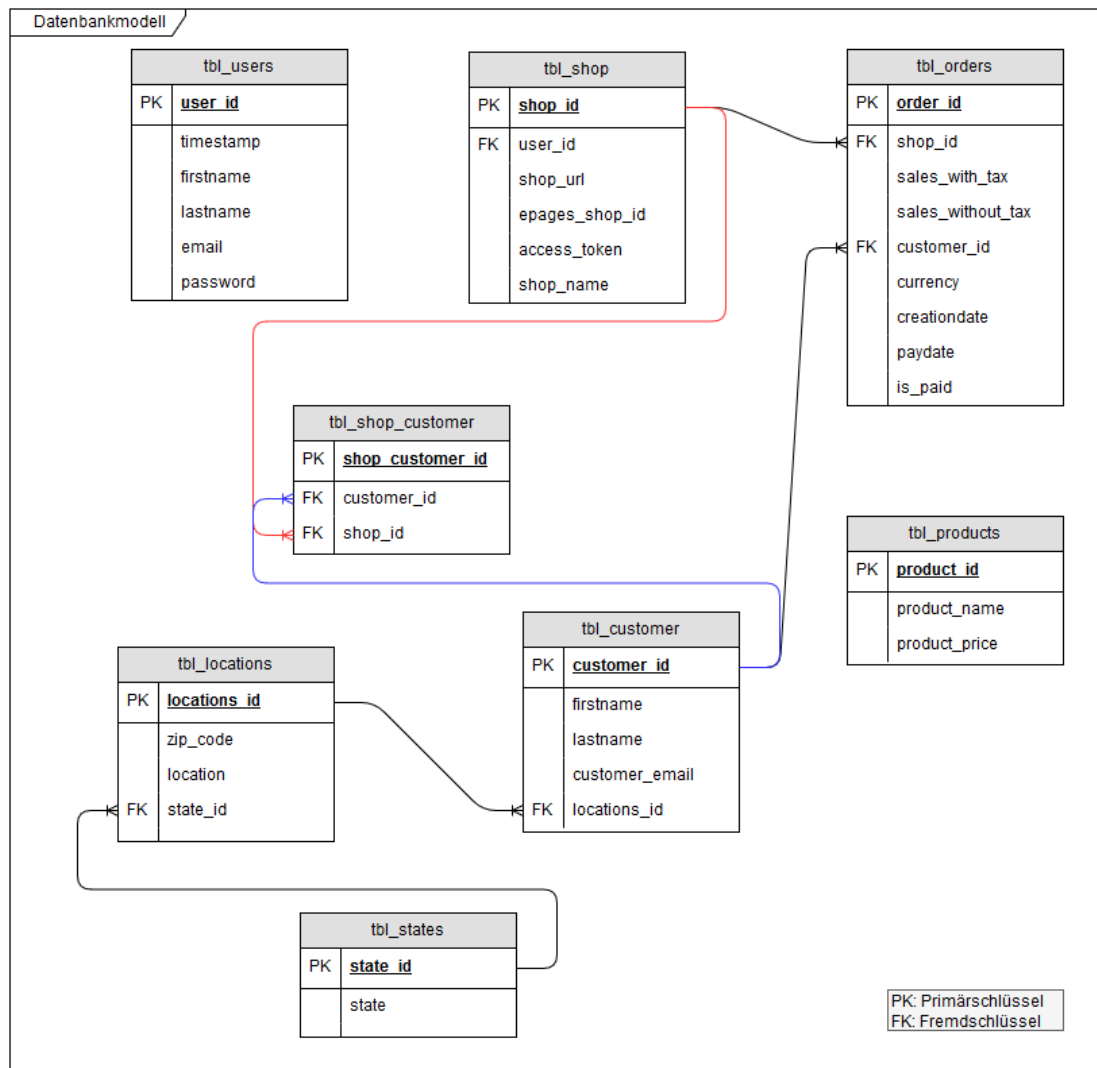 Datenbankmodell
tbl_users
PK user_id
timestamp
firstname
lastname
email
password
tbl_shop
PK shop_id
FK user_id
shop_url
epages_shop_id
access_token
shop_name
tbl_orders
PK order_id
FK shop_id
sales_with_tax
sales_without_tax
FK customer_id
currency
creationdate
paydate
is_paid
tbl_shop_customer
PK shop_customer_id
FK customer_id
FK shop_id
tbl_products
PK product_id
product_name
product_price
tbl_customer
PK customer_id
firstname
lastname
customer_email
FK locations_id
tbl_locations
PK locations_id
zip_code
location
FK state_id
tbl_states
PK state_id
state
PK: Primärschlüssel
FK: Fremdschlüssel